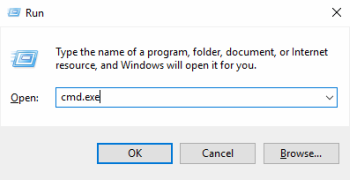 Run
Type the name of a program, folder, document, or Internet
resource, and Windows will open it for you.
Open: cmd.exe
OK Cancel Browse...